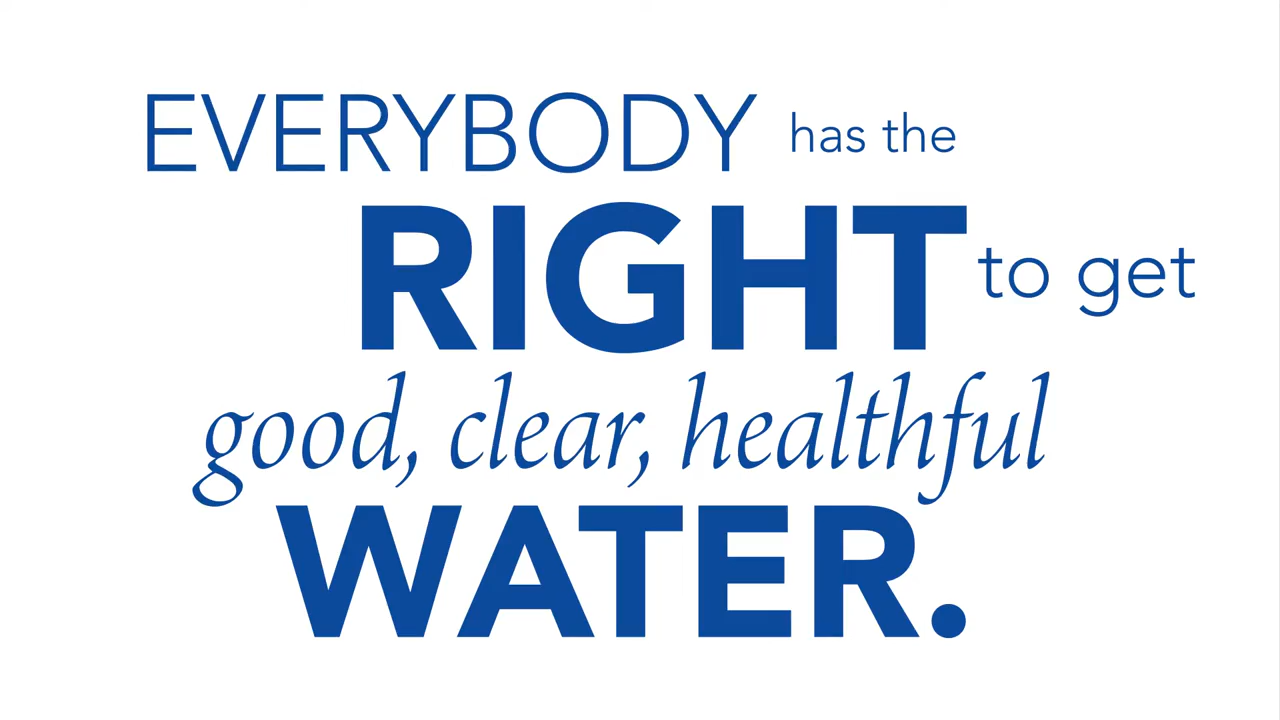 EVERYBODY has the
RIGHT to get
good, clear, healthful
WATER.